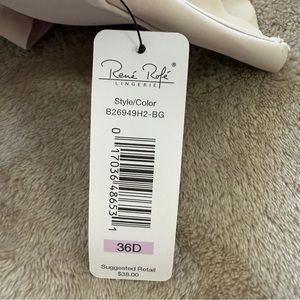 René Rofé
LINGERIE
Style/Color
B26949H2-BG
0 17036 48653 1
36D
Suggested Retail
$38.00